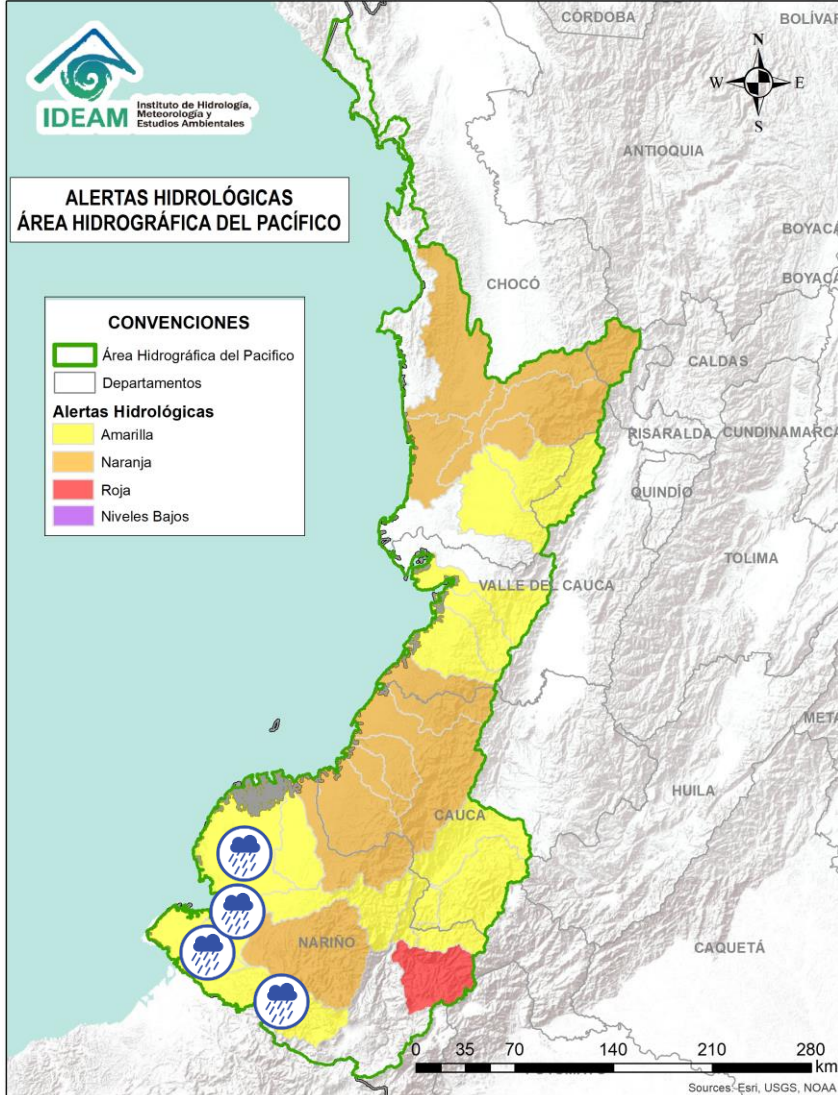 IDEAM
Instituto de Hidrología,
Meteorología y
Estudios Ambientales
ALERTAS HIDROLÓGICAS
ÁREA HIDROGRÁFICA DEL PACÍFICO
CONVENCIONES
Área Hidrográfica del Pacifico
Departamentos
Alertas Hidrológicas
Amarilla
Naranja
Roja
Niveles Bajos
CÓRDOBA
BOLÍVAR
N
W E
S
ANTIOQUIA
BOYACÁ
CHOCÓ
BOYACÁ
CALDAS
RISARALDA
CUNDINAMARCA
QUINDÍO
TOLIMA
VALLE DEL CAUCA
META
HUILA
CAUCA
NARIÑO
CAQUETÁ
0 35 70 140 210 280
km
Sources: Esri, USGS, NOAA